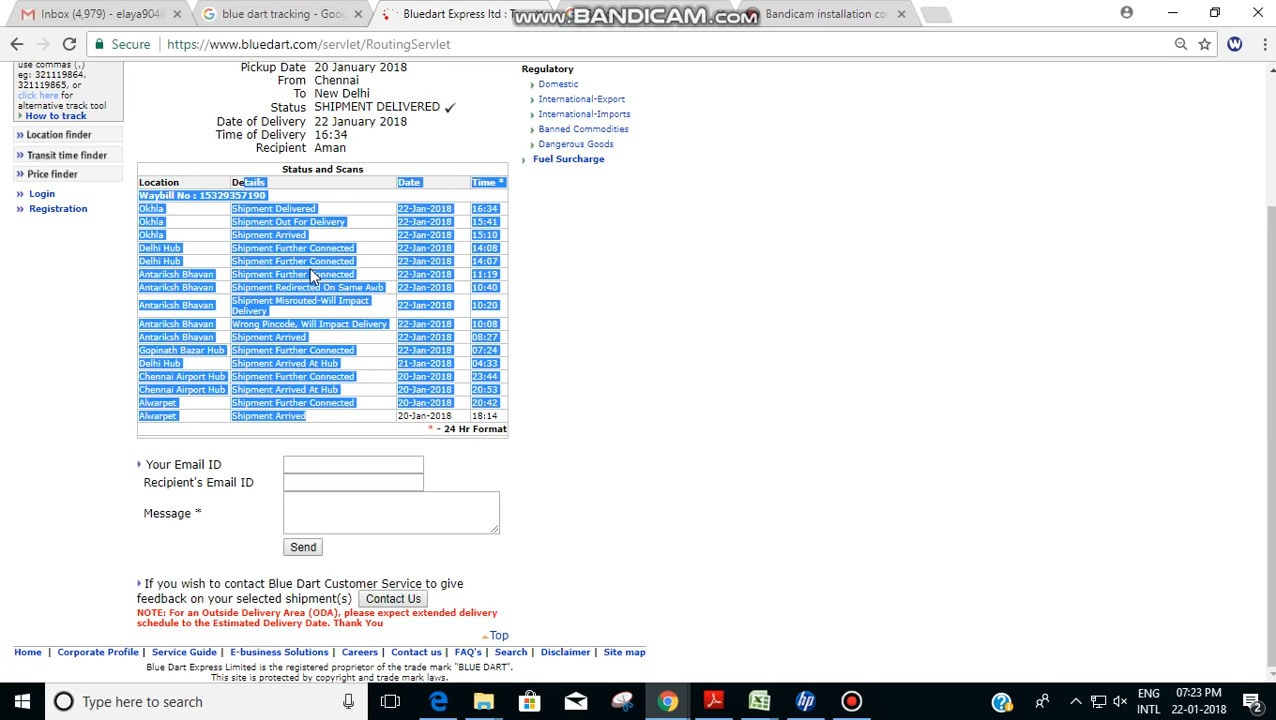 Inbox (4,979) - elaya9048
blue dart tracking - Goo
Bluedart Express ltd : Tr
www.BANDICAM.com
Bandicam installation co
Secure
https://www.bluedart.com/servlet/RoutingServlet
use commas (,)
eg: 321119864,
321119865, or
click here for
alternative track tool
How to track
Location finder
Transit time finder
Price finder
Login
Registration
Pickup Date 20 January 2018
From Chennai
To New Delhi
Status SHIPMENT DELIVERED ✓
Date of Delivery 22 January 2018
Time of Delivery 16:34
Recipient Aman
Status and Scans
Location Details Date Time *
Waybill No : 15329357190
Okhla Shipment Delivered 22-Jan-2018 16:34
Okhla Shipment Out For Delivery 22-Jan-2018 15:41
Okhla Shipment Arrived 22-Jan-2018 15:10
Delhi Hub Shipment Further Connected 22-Jan-2018 14:08
Delhi Hub Shipment Further Connected 22-Jan-2018 14:07
Antariksh Bhavan Shipment Further Connected 22-Jan-2018 11:19
Antariksh Bhavan Shipment Redirected On Same Awb 22-Jan-2018 10:40
Antariksh Bhavan Shipment Misrouted-Will Impact 22-Jan-2018 10:20
Delivery
Antariksh Bhavan Wrong Pincode, Will Impact Delivery 22-Jan-2018 10:08
Antariksh Bhavan Shipment Arrived 22-Jan-2018 08:27
Gopinath Bazar Hub Shipment Further Connected 22-Jan-2018 07:24
Delhi Hub Shipment Arrived At Hub 21-Jan-2018 04:33
Chennai Airport Hub Shipment Further Connected 20-Jan-2018 23:44
Chennai Airport Hub Shipment Arrived At Hub 20-Jan-2018 20:53
Alwarpet Shipment Further Connected 20-Jan-2018 20:42
Alwarpet Shipment Arrived 20-Jan-2018 18:14
* - 24 Hr Format
Your Email ID
Recipient's Email ID
Message *
Send
If you wish to contact Blue Dart Customer Service to give
feedback on your selected shipment(s) Contact Us
NOTE: For an Outside Delivery Area (ODA), please expect extended delivery
schedule to the Estimated Delivery Date. Thank You
Top
Home Corporate Profile Service Guide E-business Solutions Careers Contact us FAQ's Search Disclaimer Site map
Blue Dart Express Limited is the registered proprietor of the trade mark "BLUE DART".
This site is protected by copyright and trade mark laws.
Regulatory
Domestic
International-Export
International-Imports
Banned Commodities
Dangerous Goods
Fuel Surcharge
Type here to search
ENG
INTL
07:23 PM
22-01-2018
2